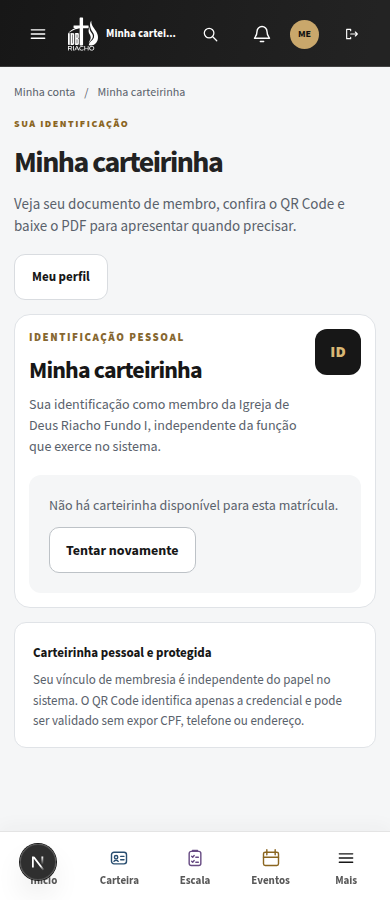 IDB
RIACHO
Minha cartei...
ME
Minha conta / Minha carteirinha
SUA IDENTIFICAÇÃO
Minha carteirinha
Veja seu documento de membro, confira o QR Code e
baixe o PDF para apresentar quando precisar.
Meu perfil
IDENTIFICAÇÃO PESSOAL
ID
Minha carteirinha
Sua identificação como membro da Igreja de
Deus Riacho Fundo I, independente da função
que exerce no sistema.
Não há carteirinha disponível para esta matrícula.
Tentar novamente
Carteirinha pessoal e protegida
Seu vínculo de membresia é independente do papel no
sistema. O QR Code identifica apenas a credencial e pode
ser validado sem expor CPF, telefone ou endereço.
N
Início
Carteira
Escala
Eventos
Mais